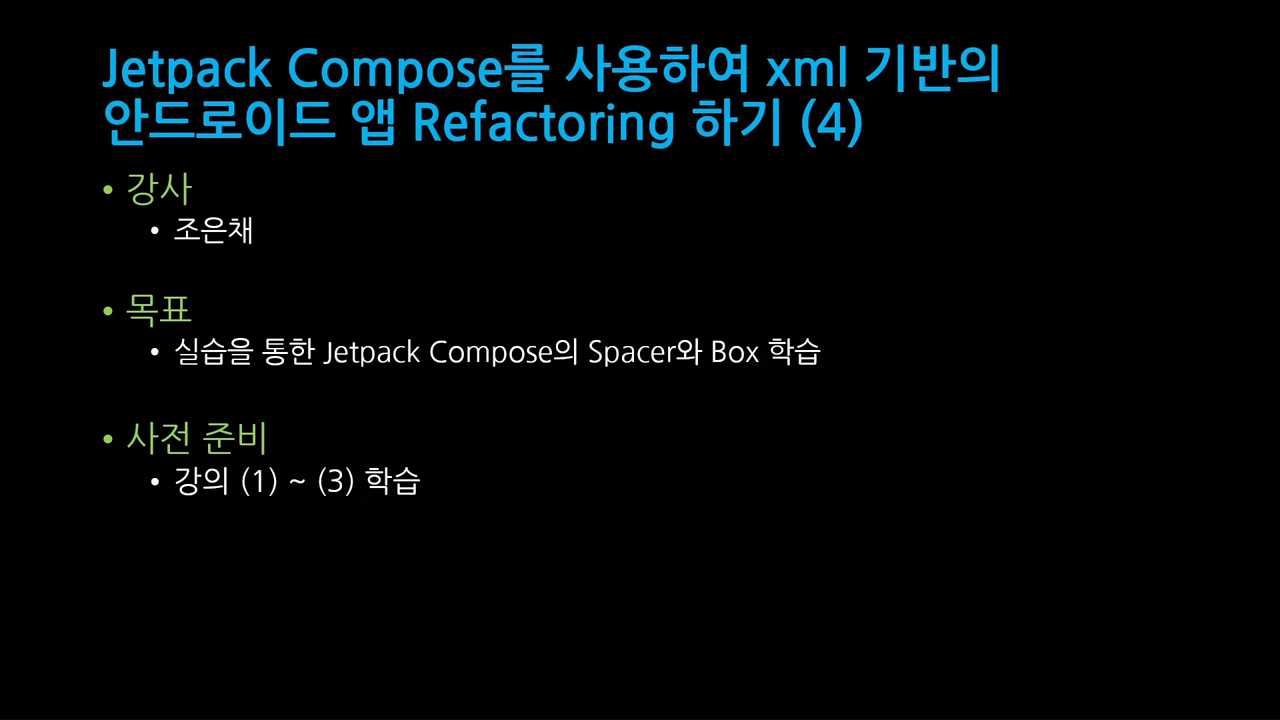 Jetpack Compose를 사용하여 xml 기반의
안드로이드 앱 Refactoring 하기 (4)
• 강사
• 조은채
• 목표
• 실습을 통한 Jetpack Compose의 Spacer와 Box 학습
• 사전 준비
• 강의 (1) ~ (3) 학습